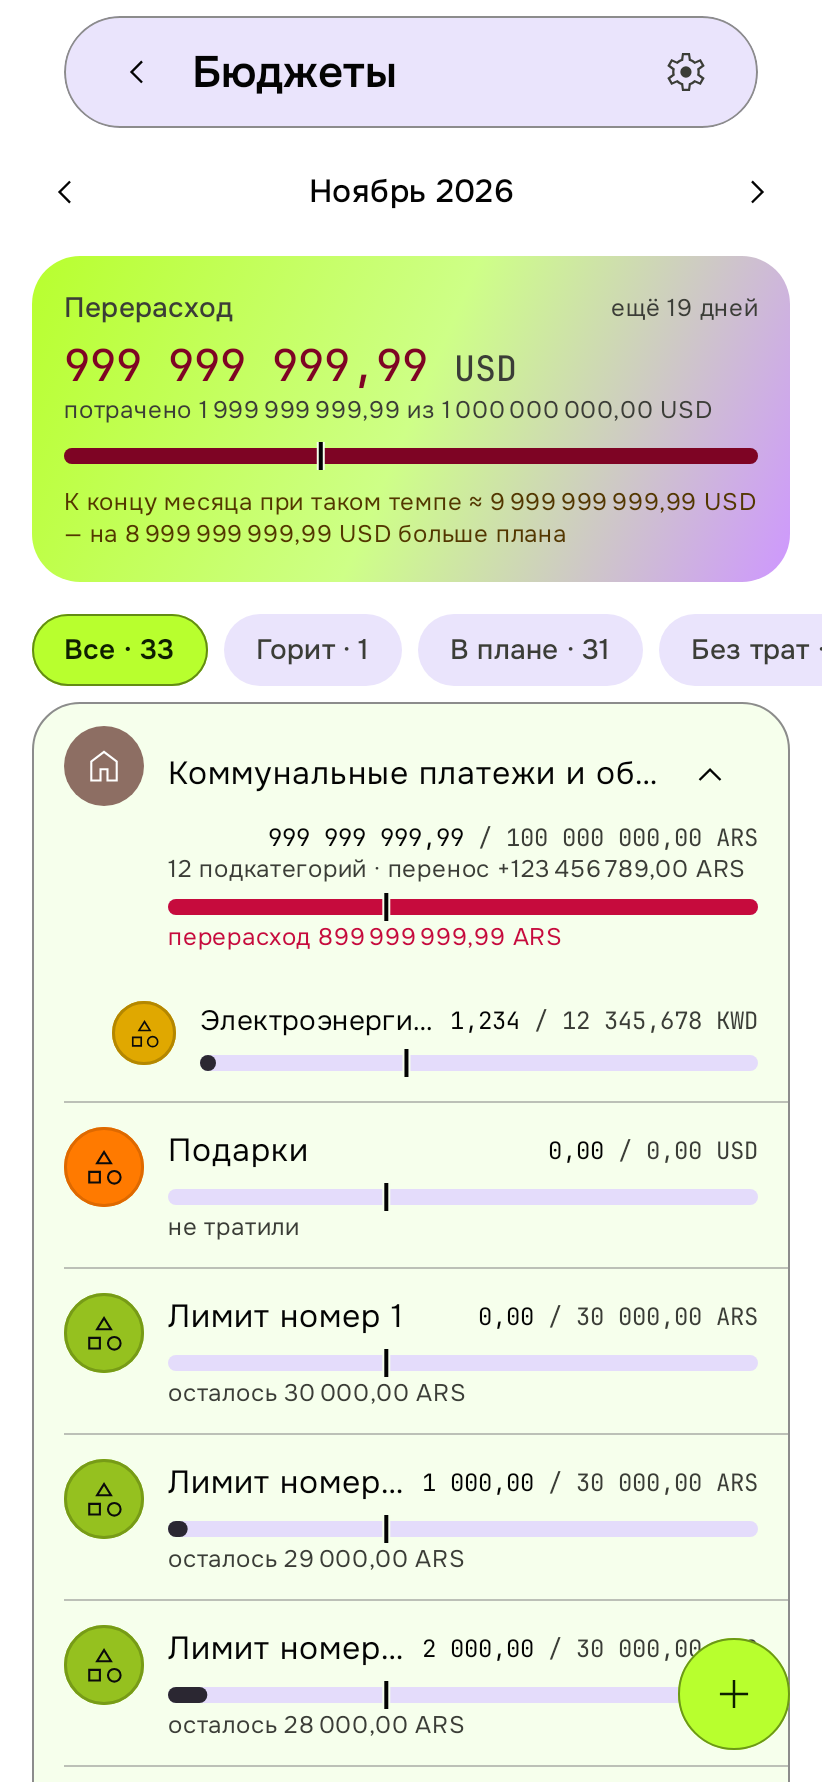 Бюджеты
Ноябрь 2026
Перерасход
ещё 19 дней
999 999 999,99 USD
потрачено 1 999 999 999,99 из 1 000 000 000,00 USD
К концу месяца при таком темпе ≈ 9 999 999 999,99 USD
— на 8 999 999 999,99 USD больше плана
Все · 33
Горит · 1
В плане · 31
Без трат ·
Коммунальные платежи и об...
999 999 999,99 / 100 000 000,00 ARS
12 подкатегорий · перенос +123 456 789,00 ARS
перерасход 899 999 999,99 ARS
Электроэнерги... 1,234 / 12 345,678 KWD
Подарки 0,00 / 0,00 USD
не тратили
Лимит номер 1 0,00 / 30 000,00 ARS
осталось 30 000,00 ARS
Лимит номер... 1 000,00 / 30 000,00 ARS
осталось 29 000,00 ARS
Лимит номер... 2 000,00 / 30 000,00
осталось 28 000,00 ARS